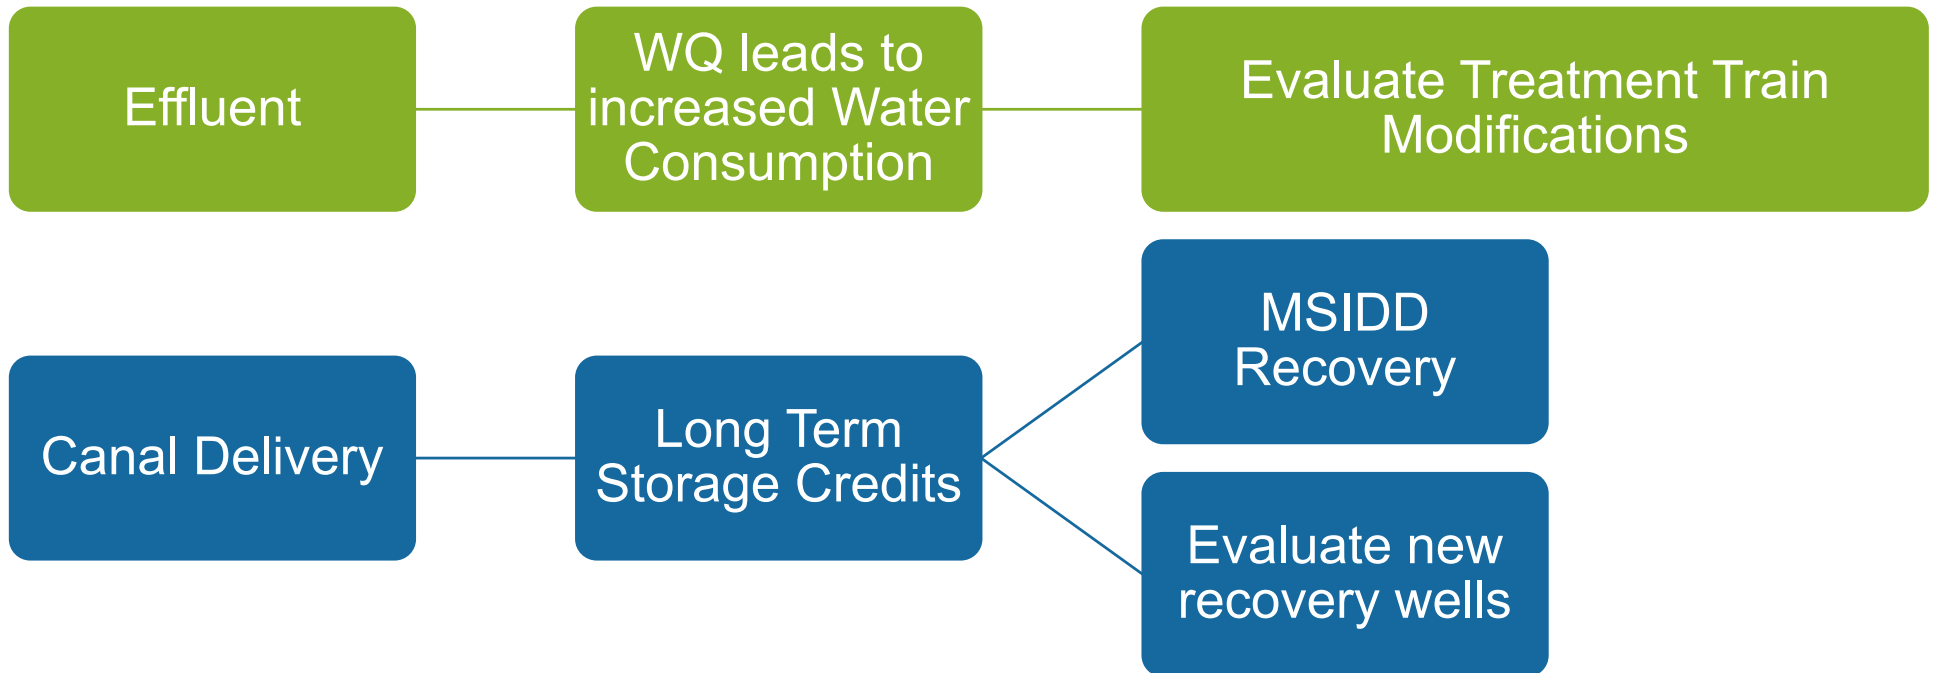 Effluent
WQ leads to
increased Water
Consumption
Evaluate Treatment Train
Modifications
Canal Delivery
Long Term
Storage Credits
MSIDD
Recovery
Evaluate new
recovery wells